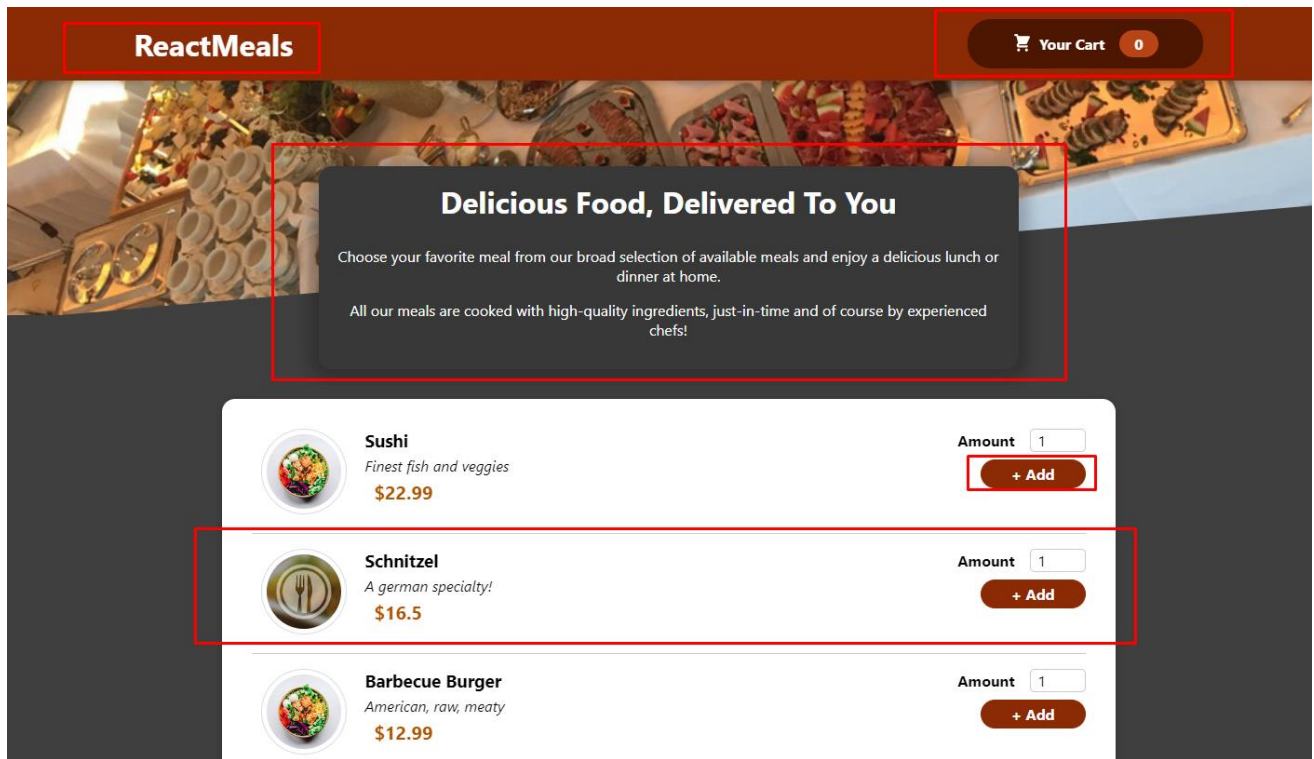 ReactMeals
Your Cart 0
Delicious Food, Delivered To You
Choose your favorite meal from our broad selection of available meals and enjoy a delicious lunch or
dinner at home.
All our meals are cooked with high-quality ingredients, just-in-time and of course by experienced
chefs!
Sushi
Finest fish and veggies
$22.99
Amount 1
+ Add
Schnitzel
A german specialty!
$16.5
Amount 1
+ Add
Barbecue Burger
American, raw, meaty
$12.99
Amount 1
+ Add